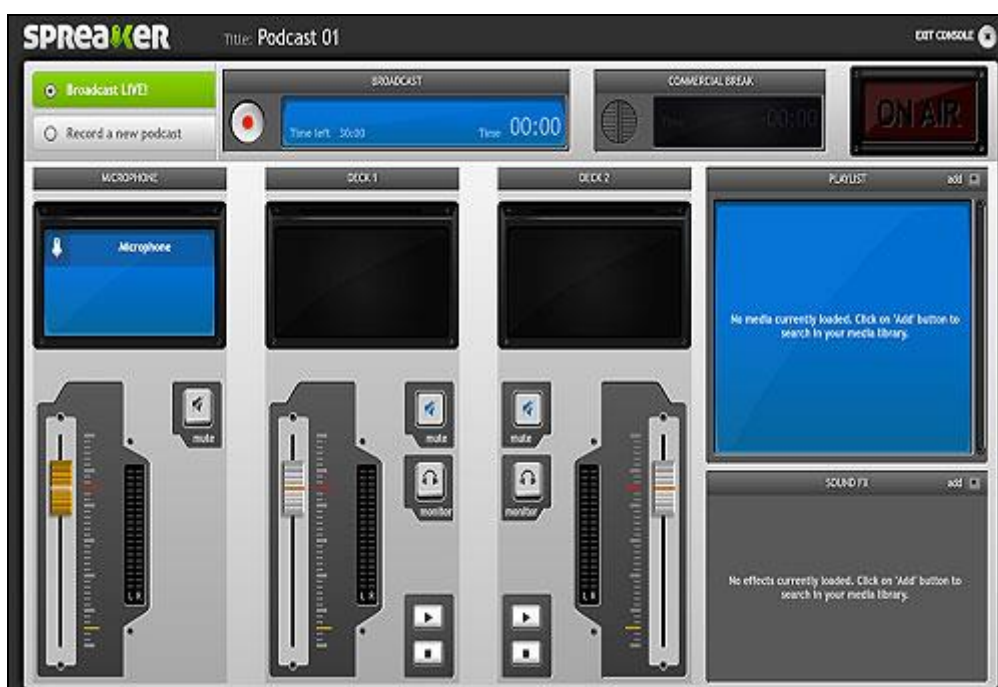 SPREAKER
Title: Podcast 01
EXIT CONSOLE
Broadcast LIVE!
Record a new podcast
BROADCAST
Time left 30:00
Time 00:00
COMMERCIAL BREAK
Time 00:00
ON AIR
MICROPHONE
Microphone
mute
L R
DECK 1
mute
monitor
L R
DECK 2
mute
monitor
L R
PLAYLIST
add
No media currently loaded. Click on 'Add' button to
search in your media library.
SOUND FX
add
No effects currently loaded. Click on 'Add' button to
search in your media library.